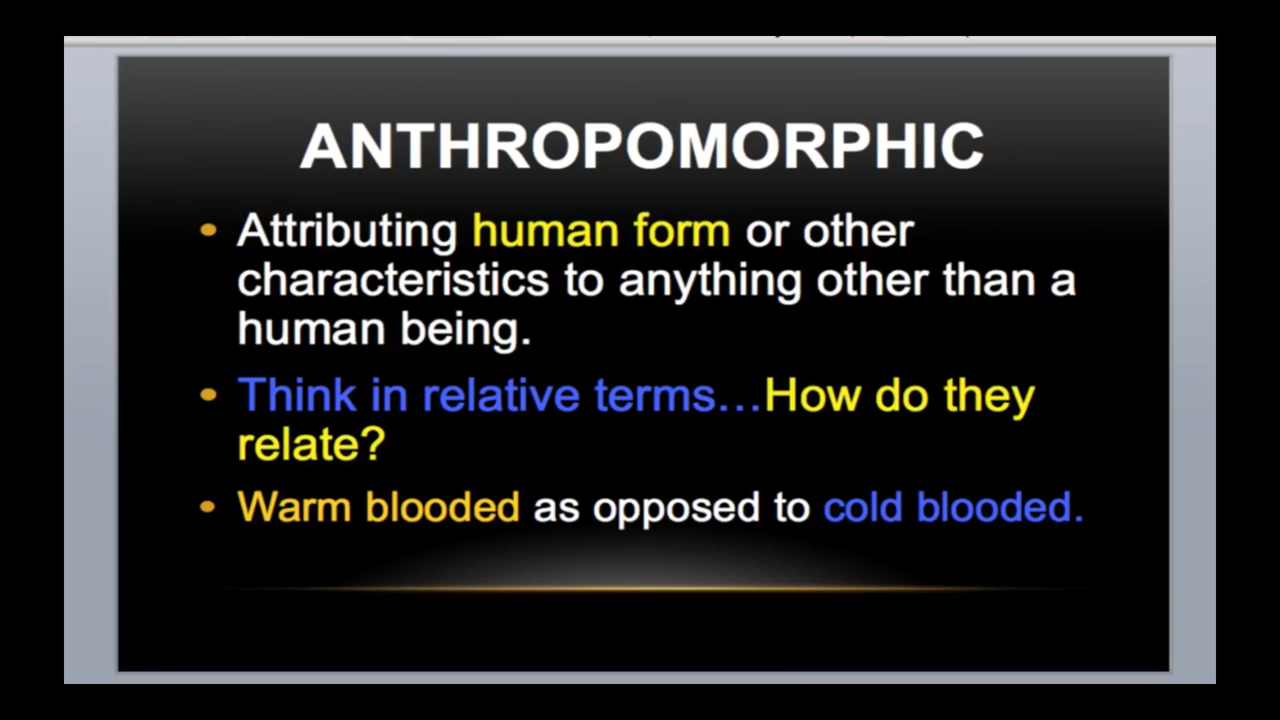 ANTHROPOMORPHIC
• Attributing human form or other
characteristics to anything other than a
human being.
• Think in relative terms…How do they
relate?
• Warm blooded as opposed to cold blooded.